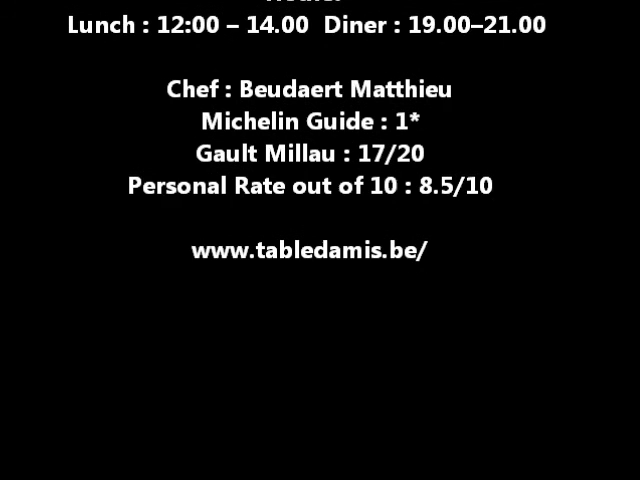 Lunch : 12:00 – 14.00  Diner : 19.00–21.00
Chef : Beudaert Matthieu
Michelin Guide : 1*
Gault Millau : 17/20
Personal Rate out of 10 : 8.5/10
www.tabledamis.be/